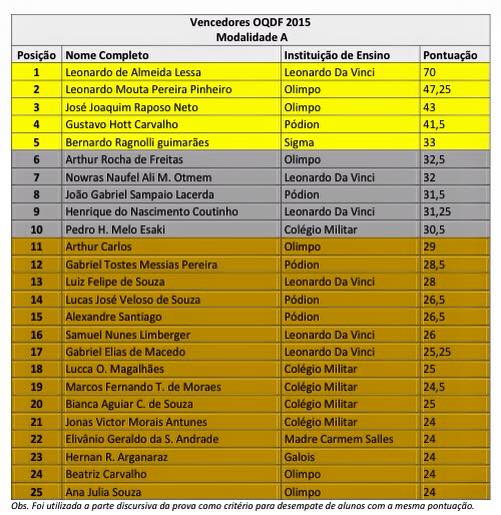 Vencedores OQDF 2015
Modalidade A
Posição Nome Completo Instituição de Ensino Pontuação
1 Leonardo de Almeida Lessa Leonardo Da Vinci 70
2 Leonardo Mouta Pereira Pinheiro Olimpo 47,25
3 José Joaquim Raposo Neto Olimpo 43
4 Gustavo Hott Carvalho Pódion 41,5
5 Bernardo Ragnolli guimarães Sigma 33
6 Arthur Rocha de Freitas Olimpo 32,5
7 Nowras Naufel Ali M. Otmem Leonardo Da Vinci 32
8 João Gabriel Sampaio Lacerda Pódion 31,5
9 Henrique do Nascimento Coutinho Leonardo Da Vinci 31,25
10 Pedro H. Melo Esaki Colégio Militar 30,5
11 Arthur Carlos Olimpo 29
12 Gabriel Tostes Messias Pereira Pódion 28,5
13 Luiz Felipe de Souza Leonardo Da Vinci 28
14 Lucas José Veloso de Souza Pódion 26,5
15 Alexandre Santiago Pódion 26,5
16 Samuel Nunes Limberger Leonardo Da Vinci 26
17 Gabriel Elias de Macedo Leonardo Da Vinci 25,25
18 Lucca O. Magalhães Colégio Militar 25
19 Marcos Fernando T. de Moraes Colégio Militar 24,5
20 Bianca Aguiar C. de Souza Colégio Militar 25
21 Jonas Victor Morais Antunes Colégio Militar 24
22 Elivânio Geraldo da S. Andrade Madre Carmem Salles 24
23 Hernan R. Arganaraz Galois 24
24 Beatriz Carvalho Olimpo 24
25 Ana Julia Souza Olimpo 24
Obs. Foi utilizada a parte discursiva da prova como critério para desempate de alunos com a mesma pontuação.